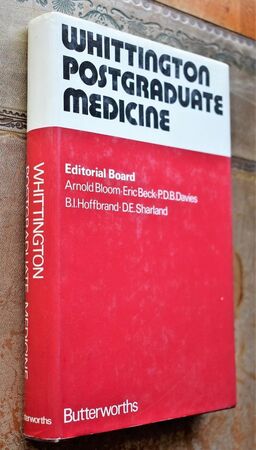 WHITTINGTON
POSTGRADUATE
MEDICINE
Editorial Board
Arnold Bloom·Eric Beck·P.D.B.Davies
B.I.Hoffbrand·D.E.Sharland
Butterworths
WHITTINGTON
POSTGRADUATE MEDICINE
Butterworths